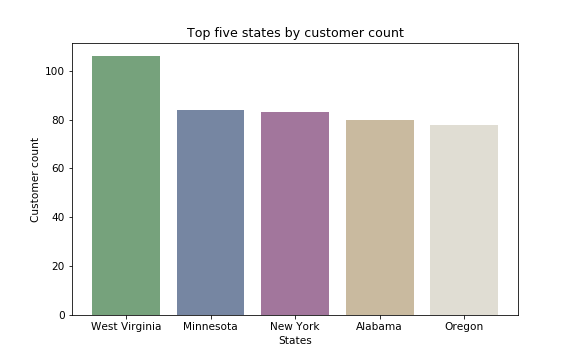 Top five states by customer count
Customer count
100
80
60
40
20
0
West Virginia Minnesota New York Alabama Oregon
States